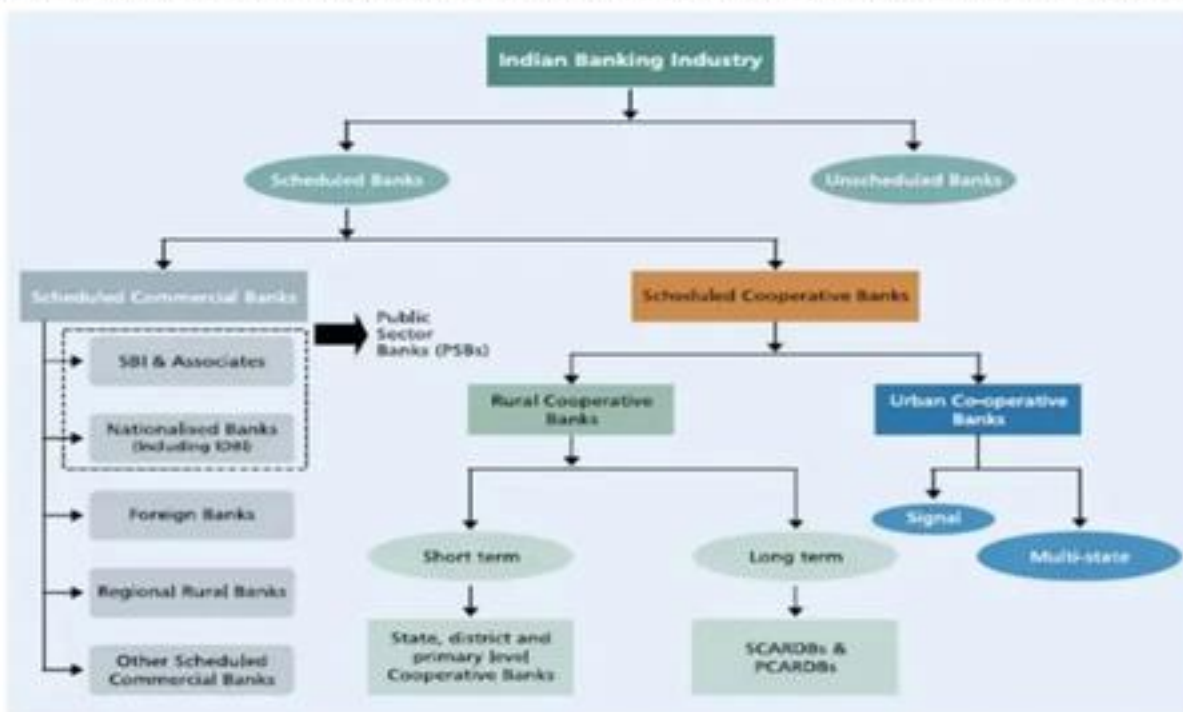 Indian Banking Industry
Scheduled Banks
Unscheduled Banks
Scheduled Commercial Banks
Scheduled Cooperative Banks
Public
Sector
Banks (PSBs)
SBI & Associates
Nationalised Banks
(Including IDBI)
Foreign Banks
Regional Rural Banks
Other Scheduled
Commercial Banks
Rural Cooperative
Banks
Urban Co-operative
Banks
Short term
Long term
Signal
Multi-state
State, district and
primary level
Cooperative Banks
SCARDBs &
PCARDBs